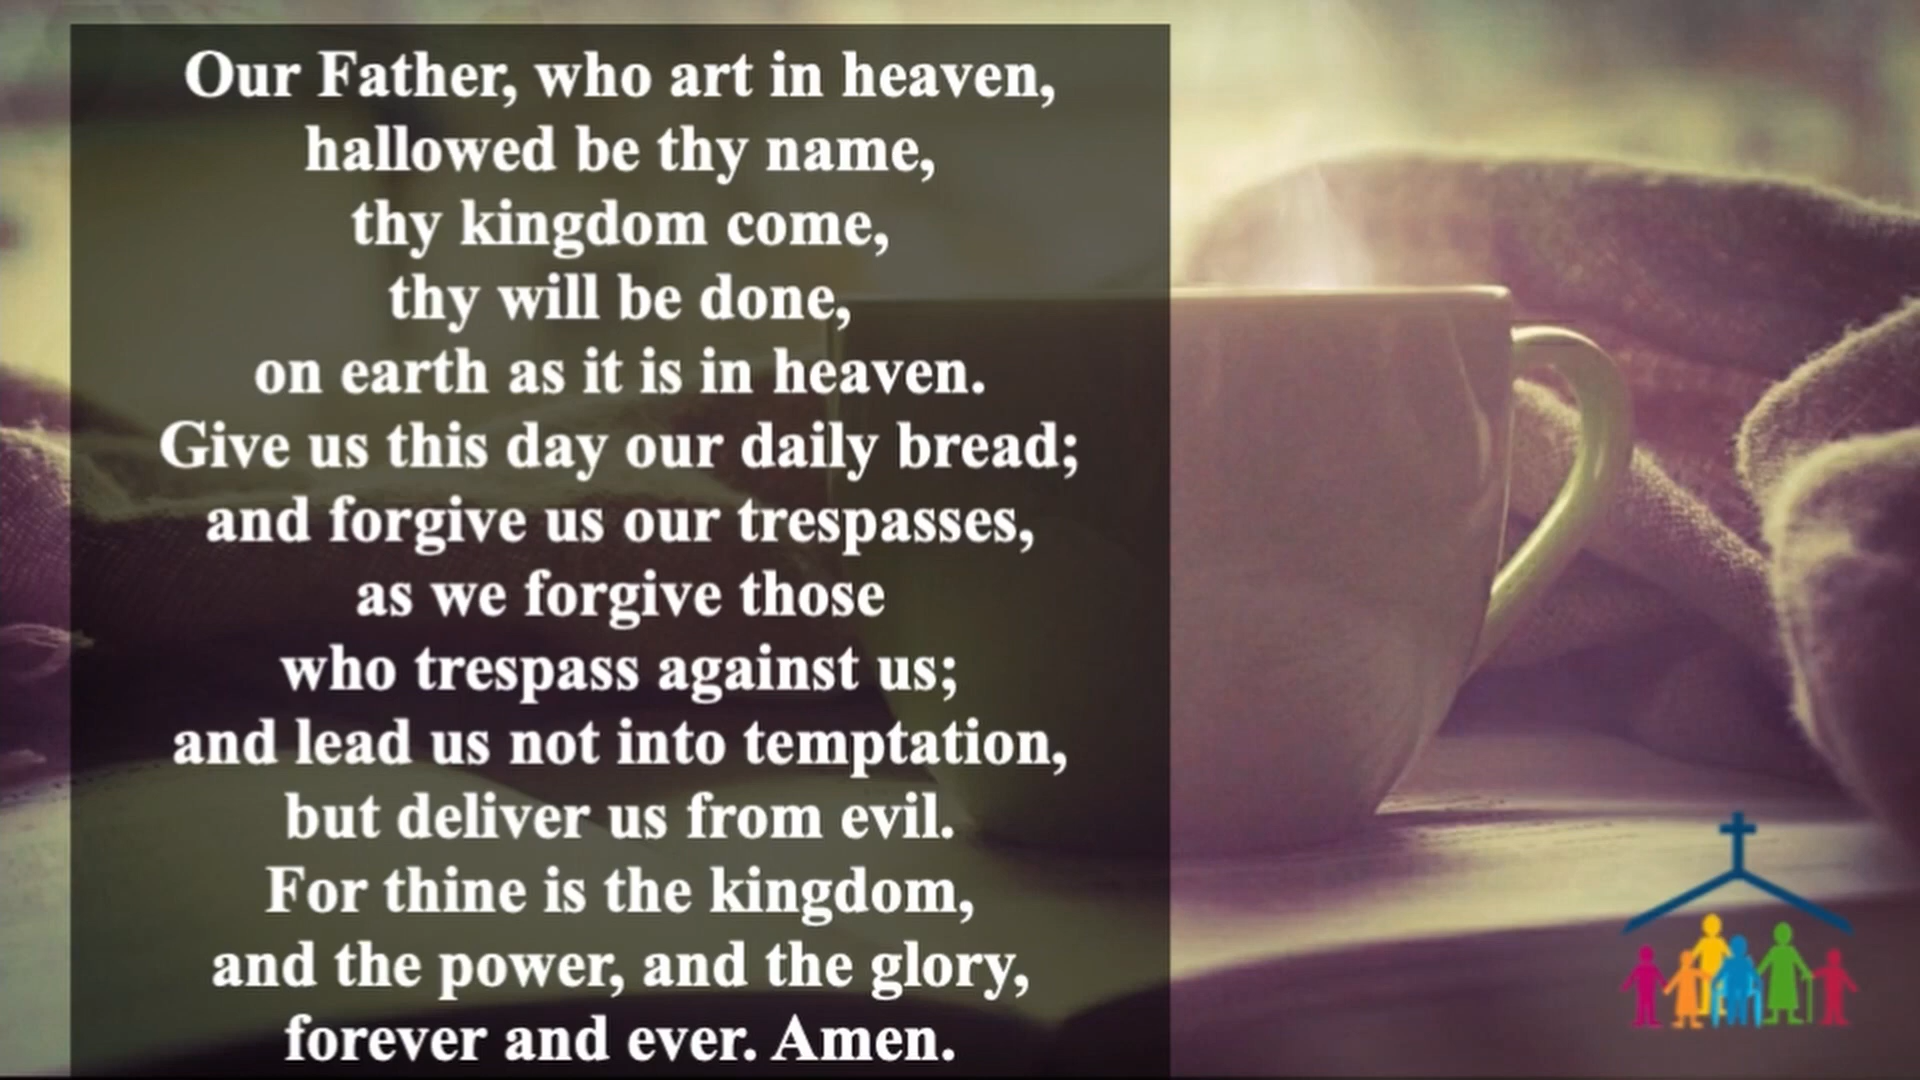 Our Father, who art in heaven,
hallowed be thy name,
thy kingdom come,
thy will be done,
on earth as it is in heaven.
Give us this day our daily bread;
and forgive us our trespasses,
as we forgive those
who trespass against us;
and lead us not into temptation,
but deliver us from evil.
For thine is the kingdom,
and the power, and the glory,
forever and ever. Amen.